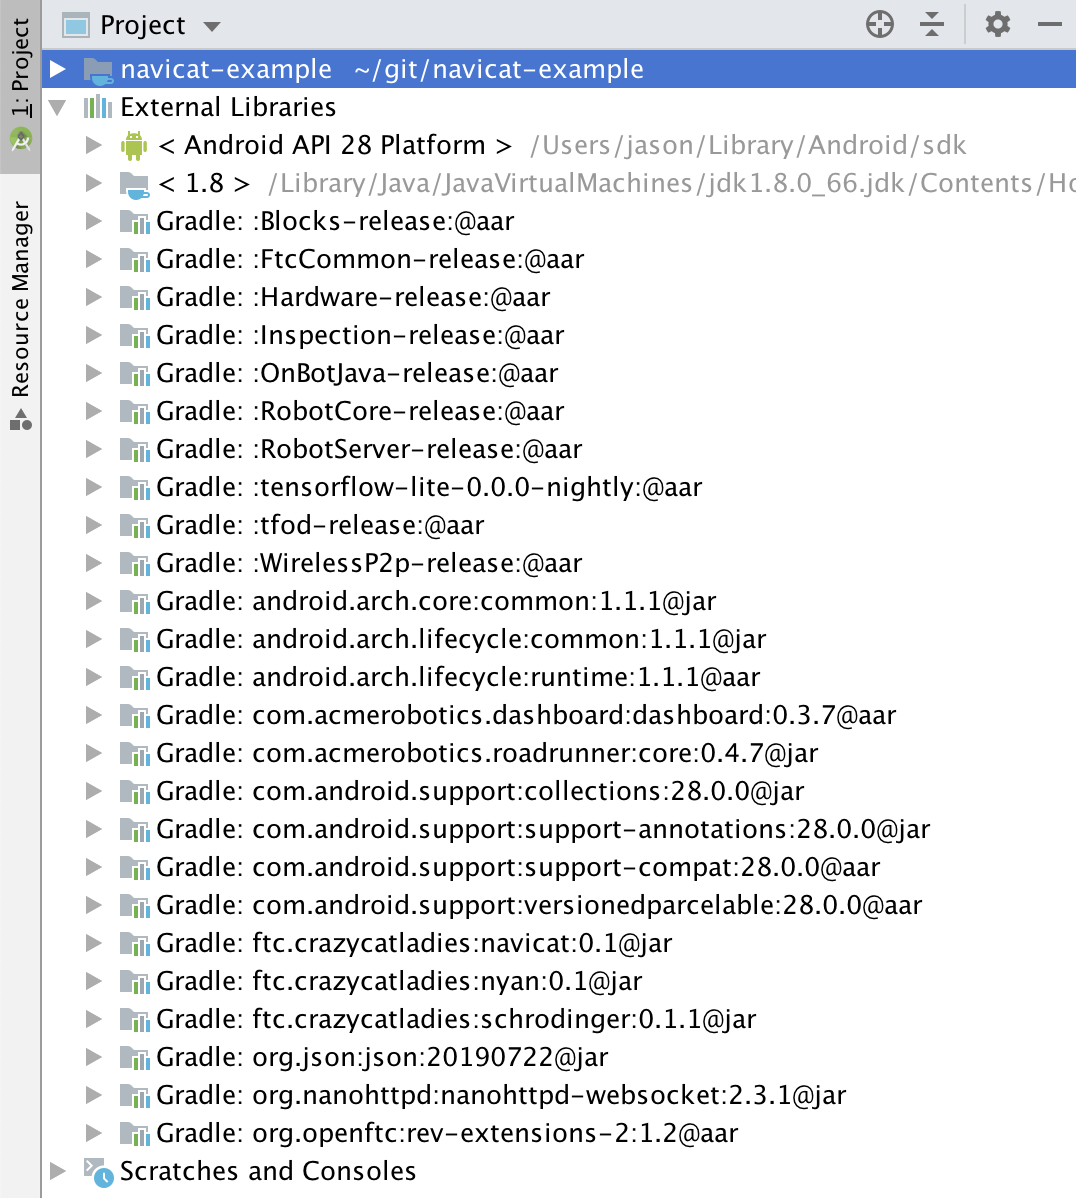 Project
1: Project
Resource Manager
navicat-example ~/git/navicat-example
External Libraries
< Android API 28 Platform > /Users/jason/Library/Android/sdk
< 1.8 > /Library/Java/JavaVirtualMachines/jdk1.8.0_66.jdk/Contents/Ho
Gradle: :Blocks-release:@aar
Gradle: :FtcCommon-release:@aar
Gradle: :Hardware-release:@aar
Gradle: :Inspection-release:@aar
Gradle: :OnBotJava-release:@aar
Gradle: :RobotCore-release:@aar
Gradle: :RobotServer-release:@aar
Gradle: :tensorflow-lite-0.0.0-nightly:@aar
Gradle: :tfod-release:@aar
Gradle: :WirelessP2p-release:@aar
Gradle: android.arch.core:common:1.1.1@jar
Gradle: android.arch.lifecycle:common:1.1.1@jar
Gradle: android.arch.lifecycle:runtime:1.1.1@aar
Gradle: com.acmerobotics.dashboard:dashboard:0.3.7@aar
Gradle: com.acmerobotics.roadrunner:core:0.4.7@jar
Gradle: com.android.support:collections:28.0.0@jar
Gradle: com.android.support:support-annotations:28.0.0@jar
Gradle: com.android.support:support-compat:28.0.0@aar
Gradle: com.android.support:versionedparcelable:28.0.0@aar
Gradle: ftc.crazycatladies:navicat:0.1@jar
Gradle: ftc.crazycatladies:nyan:0.1@jar
Gradle: ftc.crazycatladies:schrodinger:0.1.1@jar
Gradle: org.json:json:20190722@jar
Gradle: org.nanohttpd:nanohttpd-websocket:2.3.1@jar
Gradle: org.openftc:rev-extensions-2:1.2@aar
Scratches and Consoles